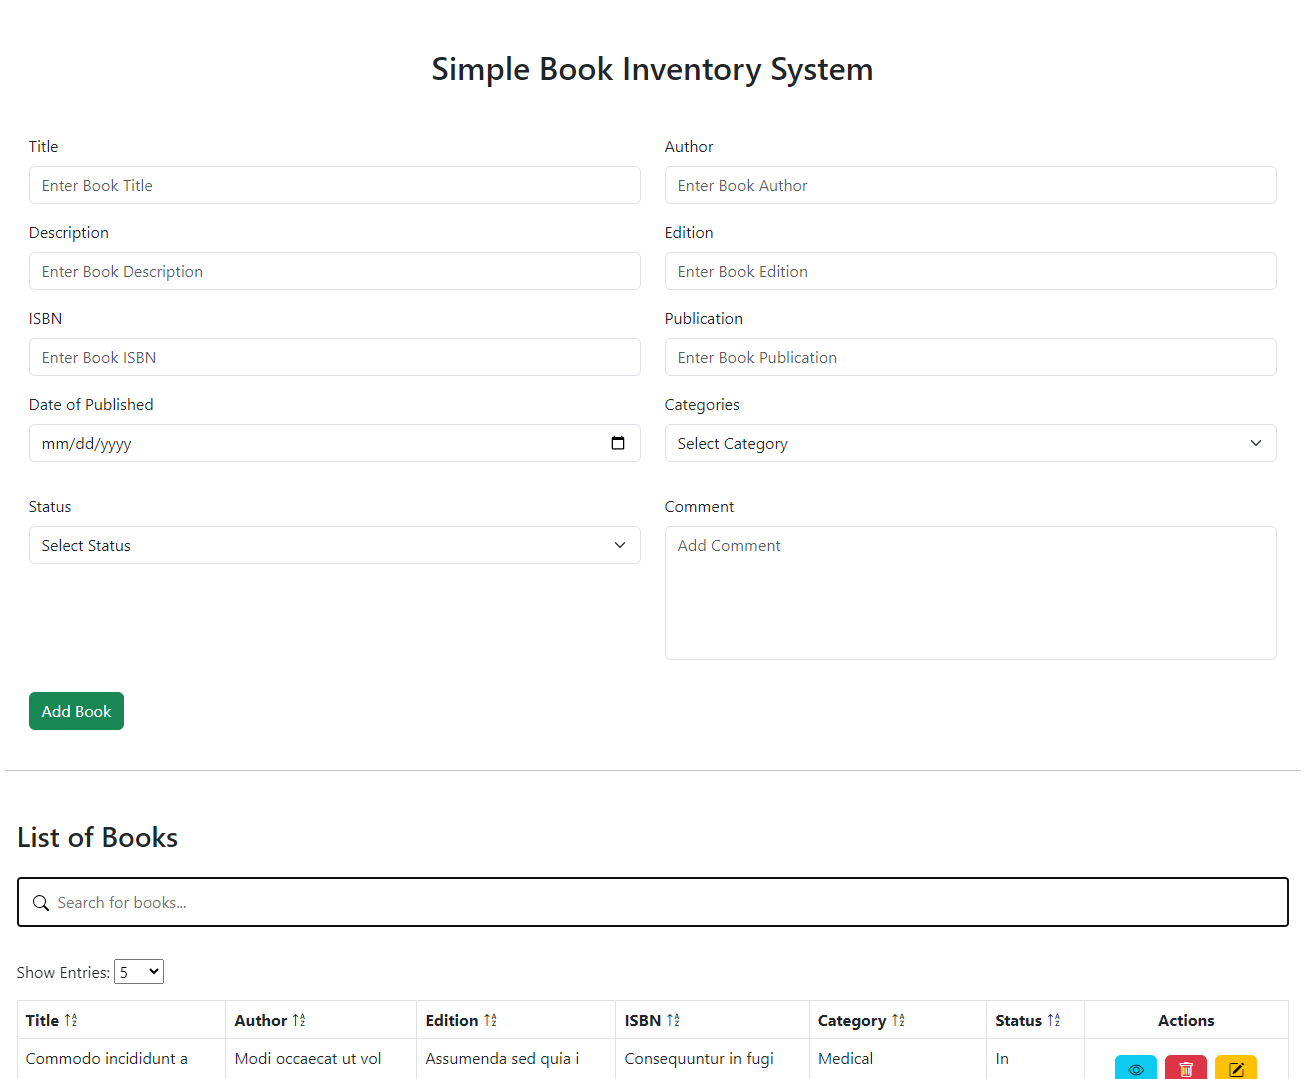 Simple Book Inventory System
Title
Author
Enter Book Title
Enter Book Author
Description
Edition
Enter Book Description
Enter Book Edition
ISBN
Publication
Enter Book ISBN
Enter Book Publication
Date of Published
Categories
mm/dd/yyyy
Select Category
Status
Comment
Select Status
Add Comment
Add Book
List of Books
Search for books...
Show Entries: 5
Title Author Edition ISBN Category Status Actions
Commodo incididunt a Modi occaecat ut vol Assumenda sed quia i Consequuntur in fugi Medical In